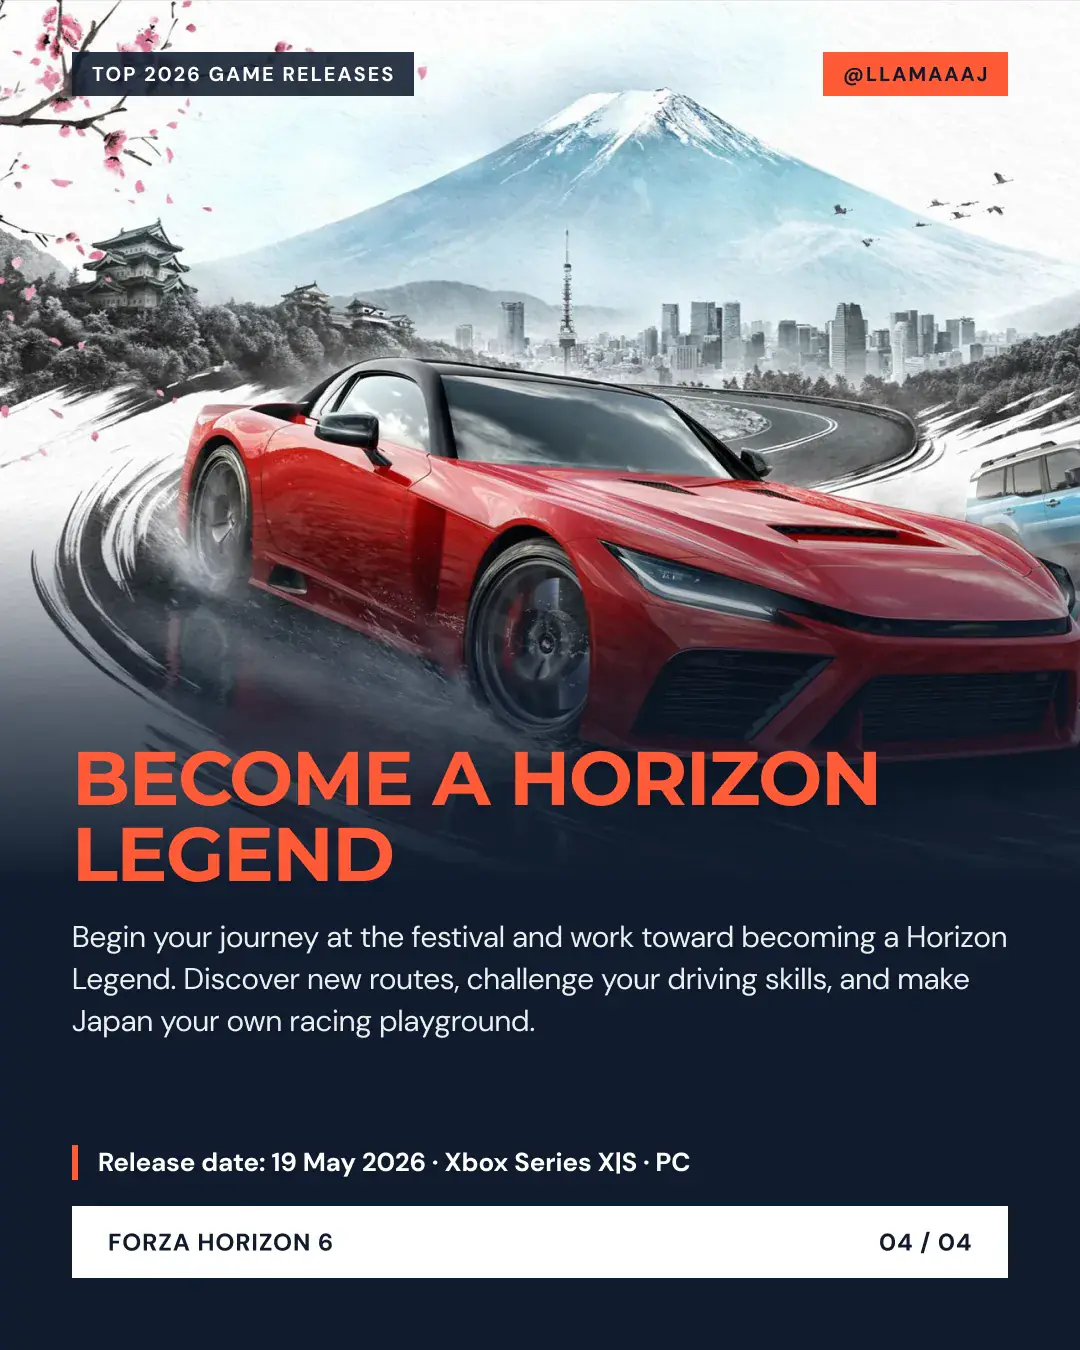 TOP 2026 GAME RELEASES
@LLAMAAAJ
BECOME A HORIZON
LEGEND
Begin your journey at the festival and work toward becoming a Horizon
Legend. Discover new routes, challenge your driving skills, and make
Japan your own racing playground.
Release date: 19 May 2026 · Xbox Series X|S · PC
FORZA HORIZON 6
04 / 04